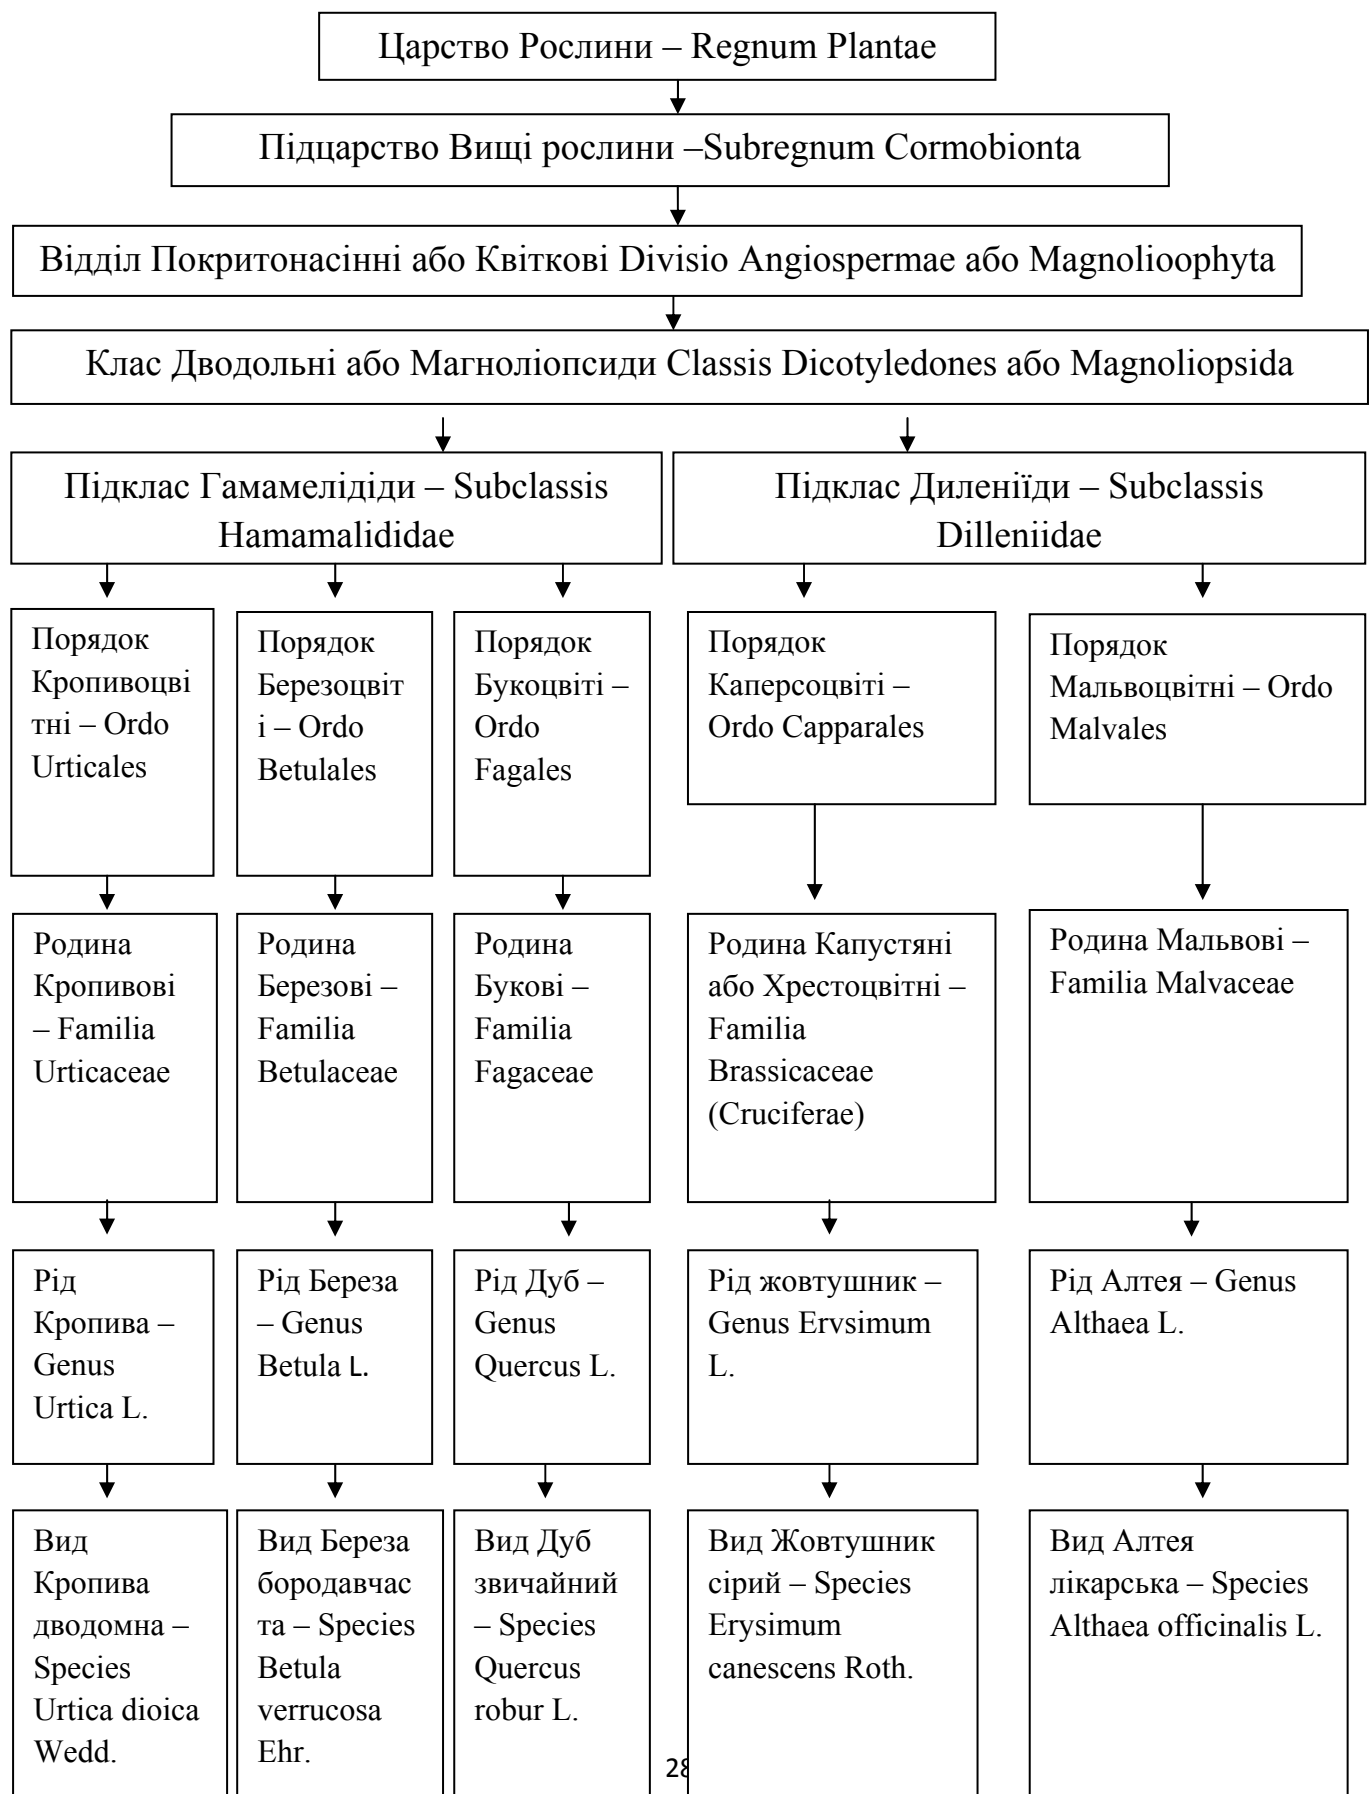 Царство Рослини – Regnum Plantae
Підцарство Вищі рослини –Subregnum Cormobionta
Відділ Покритонасінні або Квіткові Divisio Angiospermae або Magnolioophyta
Клас Дводольні або Магноліопсиди Classis Dicotyledones або Magnoliopsida
Підклас Гамамелідіди – Subclassis
Hamamalididae
Підклас Диленіїди – Subclassis
Dilleniidae
Порядок
Кропивоцві
тні – Ordo
Urticales
Порядок
Березоцвіт
і – Ordo
Betulales
Порядок
Букоцвіті –
Ordo
Fagales
Порядок
Каперсоцвіті –
Ordo Capparales
Порядок
Мальвоцвітні – Ordo
Malvales
Родина
Кропивові
– Familia
Urticaceae
Родина
Березові –
Familia
Betulaceae
Родина
Букові –
Familia
Fagaceae
Родина Капустяні
або Хрестоцвітні –
Familia
Brassicaceae
(Cruciferae)
Родина Мальвові –
Familia Malvaceae
Рід
Кропива –
Genus
Urtica L.
Рід Береза
– Genus
Betula L.
Рід Дуб –
Genus
Quercus L.
Рід жовтушник –
Genus Ervsimum
L.
Рід Алтея – Genus
Althaea L.
Вид
Кропива
дводомна –
Species
Urtica dioica
Wedd.
Вид Береза
бородавчас
та – Species
Betula
verrucosa
Ehr.
Вид Дуб
звичайний
– Species
Quercus
robur L.
Вид Жовтушник
сірий – Species
Erysimum
canescens Roth.
Вид Алтея
лікарська – Species
Althaea officinalis L.